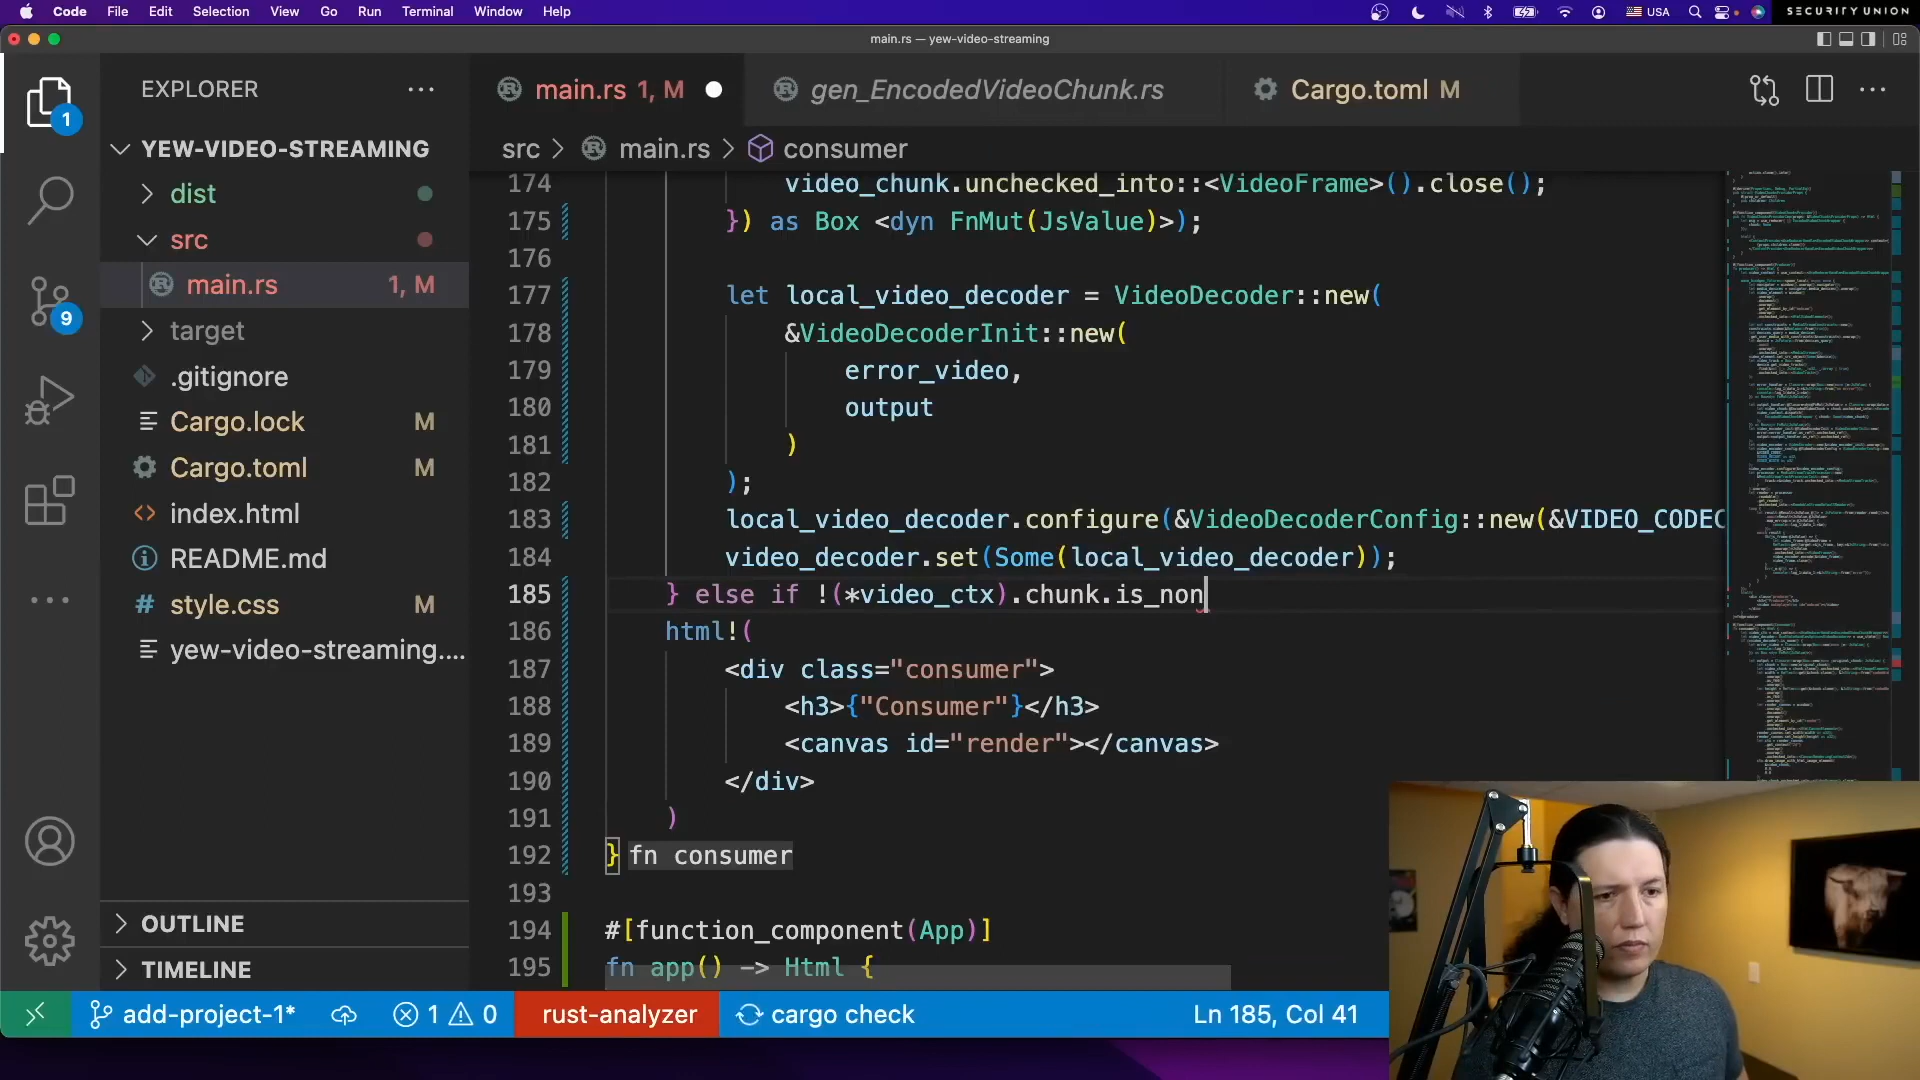 Code File Edit Selection View Go Run Terminal Window Help USA SECURITY UNION
main.rs — yew-video-streaming
EXPLORER
main.rs 1, M
gen_EncodedVideoChunk.rs
Cargo.toml M
1
YEW-VIDEO-STREAMING
dist
src
main.rs 1, M
target
.gitignore
Cargo.lock M
Cargo.toml M
index.html
README.md
style.css M
yew-video-streaming....
9
OUTLINE
TIMELINE
src > main.rs > consumer
174 video_chunk.unchecked_into::<VideoFrame>().close();
175 }) as Box <dyn FnMut(JsValue)>);
176
177 let local_video_decoder = VideoDecoder::new(
178 &VideoDecoderInit::new(
179 error_video,
180 output
181 )
182 );
183 local_video_decoder.configure(&VideoDecoderConfig::new(&VIDEO_CODEC
184 video_decoder.set(Some(local_video_decoder));
185 } else if !(*video_ctx).chunk.is_non
186 html!(
187 <div class="consumer">
188 <h3>{"Consumer"}</h3>
189 <canvas id="render"></canvas>
190 </div>
191 )
192 } fn consumer
193
194 #[function_component(App)]
195 fn app() -> Html {
add-project-1* 1 0 rust-analyzer cargo check Ln 185, Col 41